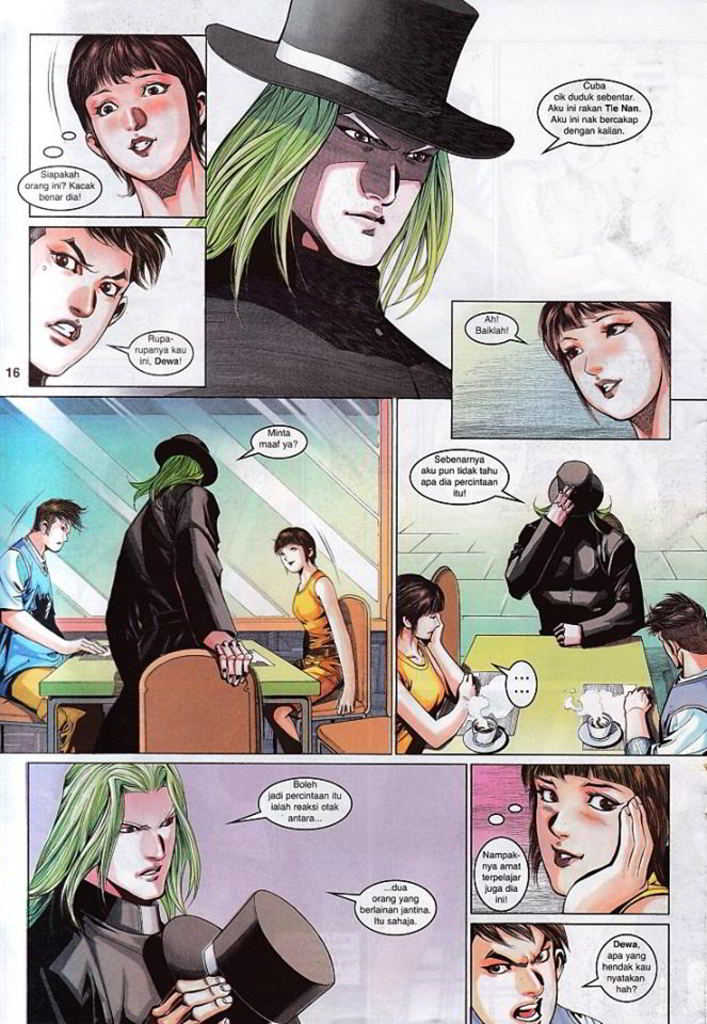 Cuba
cik duduk sebentar.
Aku ini rakan Tie Nan.
Aku ini nak bercakap
dengan kalian.
Siapakah
orang ini? Kacak
benar dia!
Rupa-
rupanya kau
ini, Dewa!
Ah!
Baiklah!
16
Minta
maaf ya?
Sebenarnya
aku pun tidak tahu
apa dia percintaan
itu!
...
...
Boleh
jadi percintaan itu
ialah reaksi otak
antara...
...dua
orang yang
berlainan jantina.
Itu sahaja.
Nampak-
nya amat
terpelajar
juga dia
ini!
Dewa,
apa yang
hendak kau
nyatakan
hah?